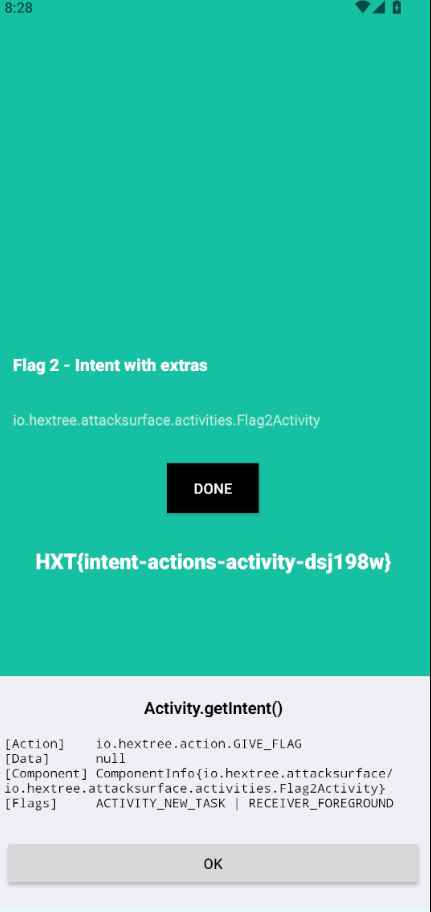 8:28
Flag 2 - Intent with extras
io.hextree.attacksurface.activities.Flag2Activity
DONE
HXT{intent-actions-activity-dsj198w}
Activity.getIntent()
[Action]    io.hextree.action.GIVE_FLAG
[Data]      null
[Component] ComponentInfo{io.hextree.attacksurface/
io.hextree.attacksurface.activities.Flag2Activity}
[Flags]     ACTIVITY_NEW_TASK | RECEIVER_FOREGROUND
OK